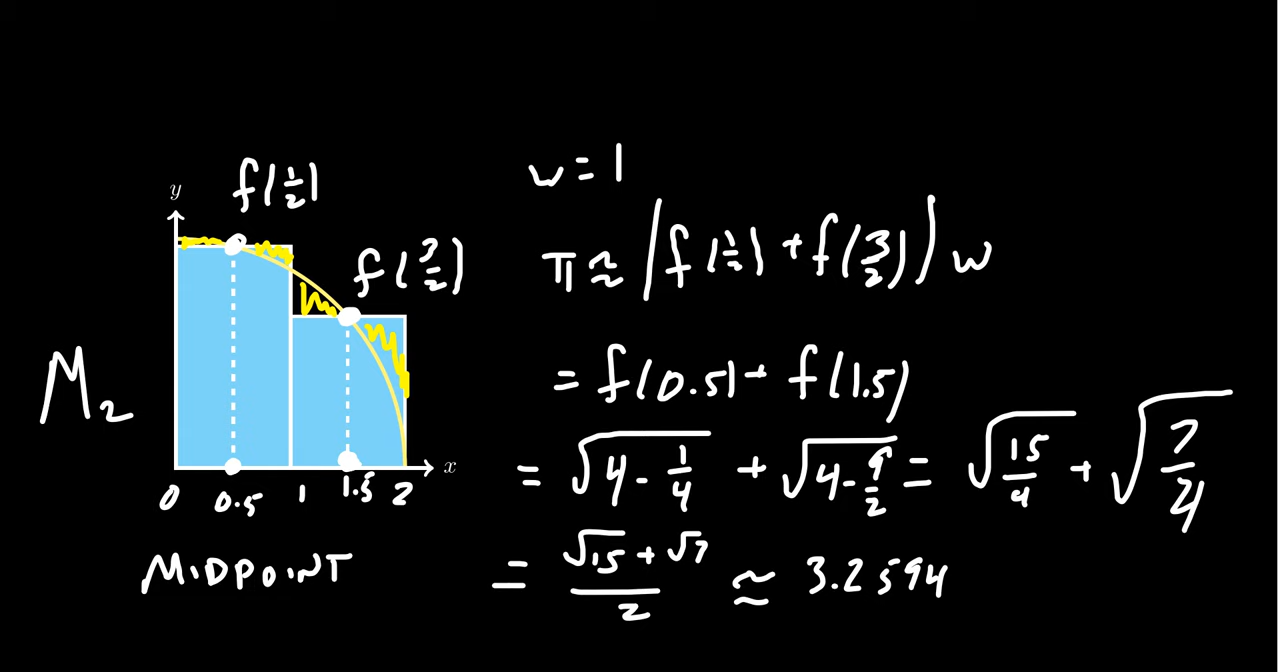 w = 1
f(1/2)
y
π ≈ (f(1/2) + f(3/2)) w
f(3/2)
= f(0.5) + f(1.5)
M₂
= √(4 - 1/4) + √(4 - 9/2) = √(15/4) + √(7/4)
x
0 0.5 1 1.5 2
MIDPOINT
= (√15 + √7)/2 ≈ 3.2594